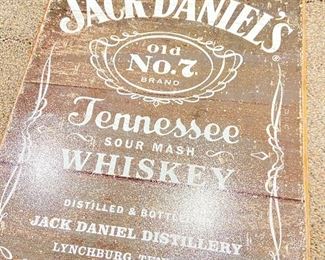 JACK DANIEL'S
®
Old
NO.7
BRAND
Tennessee
SOUR MASH
WHISKEY
DISTILLED & BOTTLED
JACK DANIEL DISTILLERY
LYNCHBURG